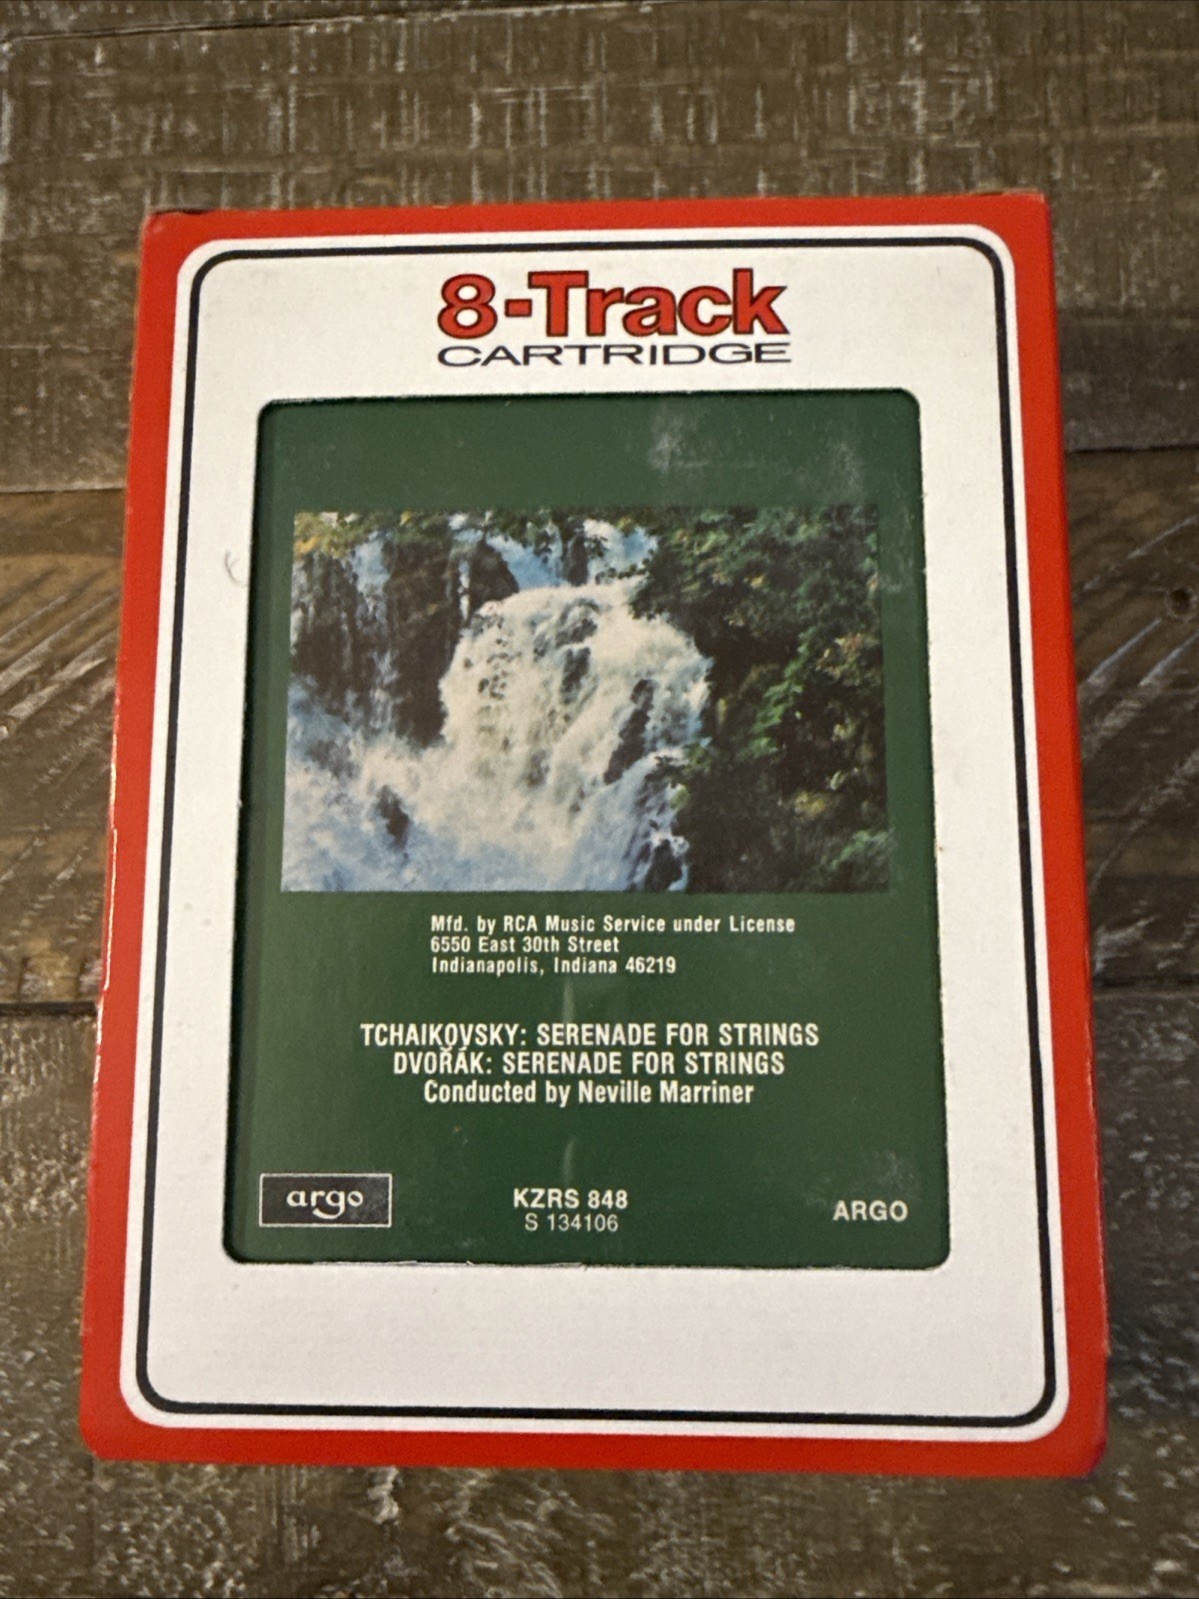 8-Track
CARTRIDGE
Mfd. by RCA Music Service under License
6550 East 30th Street
Indianapolis, Indiana 46219
TCHAIKOVSKY: SERENADE FOR STRINGS
DVOŘÁK: SERENADE FOR STRINGS
Conducted by Neville Marriner
argo
KZRS 848
S 134106
ARGO